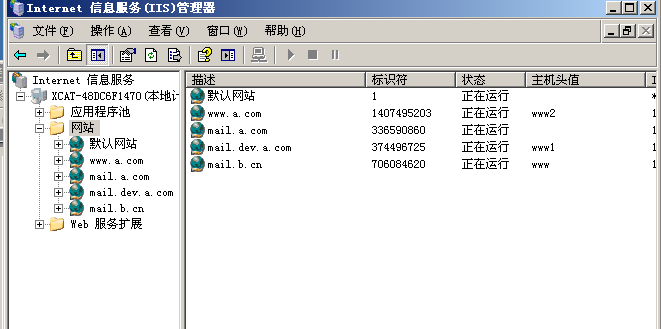 Internet 信息服务(IIS)管理器
文件(F) 操作(A) 查看(V) 窗口(W) 帮助(H)
Internet 信息服务
XCAT-48DC6F1470(本地计
应用程序池
网站
默认网站
www.a.com
mail.a.com
mail.dev.a.com
mail.b.cn
Web 服务扩展
描述 标识符 状态 主机头值 I
默认网站 1 正在运行 *
www.a.com 1407495203 正在运行 www2 1
mail.a.com 336590860 正在运行 1
mail.dev.a.com 374496725 正在运行 www1 1
mail.b.cn 706084620 正在运行 www 1